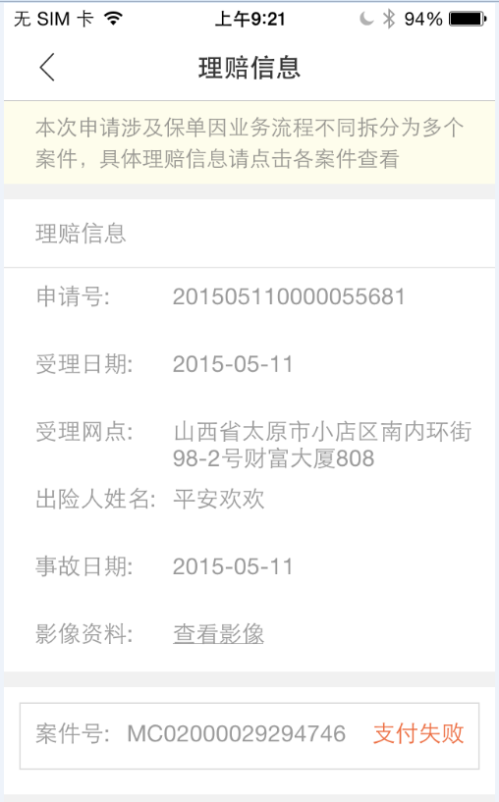 无 SIM 卡 上午9:21 94%
理赔信息
本次申请涉及保单因业务流程不同拆分为多个
案件，具体理赔信息请点击各案件查看
理赔信息
申请号: 201505110000055681
受理日期: 2015-05-11
受理网点: 山西省太原市小店区南内环街
98-2号财富大厦808
出险人姓名: 平安欢欢
事故日期: 2015-05-11
影像资料: 查看影像
案件号: MC02000029294746 支付失败